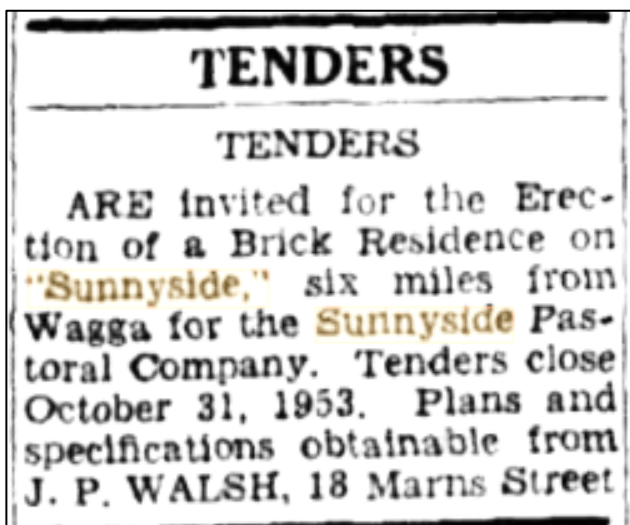 TENDERS
TENDERS
ARE invited for the Erec-
tion of a Brick Residence on
"Sunnyside," six miles from
Wagga for the Sunnyside Pas-
toral Company. Tenders close
October 31, 1953. Plans and
specifications obtainable from
J. P. WALSH, 18 Marns Street